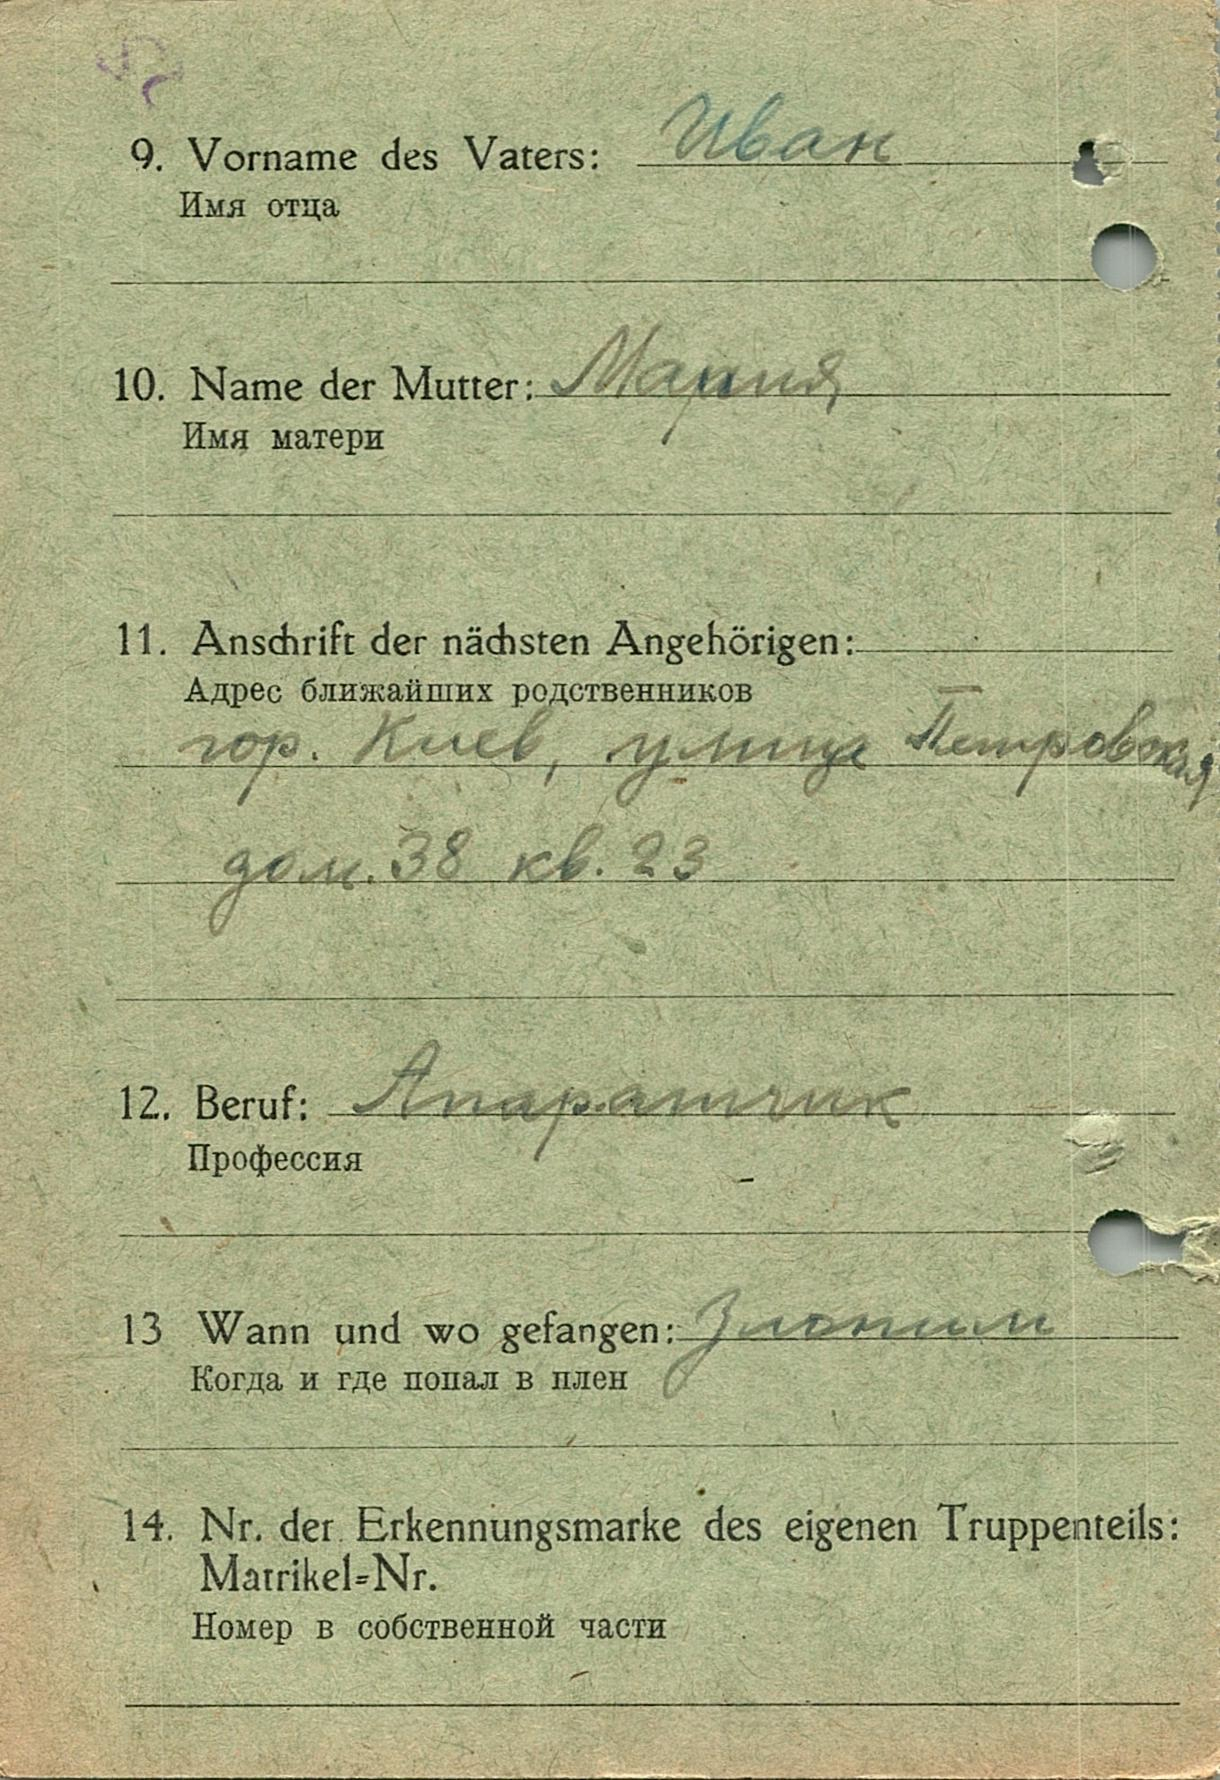 9. Vorname des Vaters: Иван
Имя отца
10. Name der Mutter: Мария
Имя матери
11. Anschrift der nächsten Angehörigen:
Адрес ближайших родственников
гор. Киев, улица Петровская
дом. 38 кв. 23
12. Beruf: Апаратчик
Профессия
13 Wann und wo gefangen:
Когда и где попал в плен
14. Nr. der Erkennungsmarke des eigenen Truppenteils:
Matrikel-Nr.
Номер в собственной части